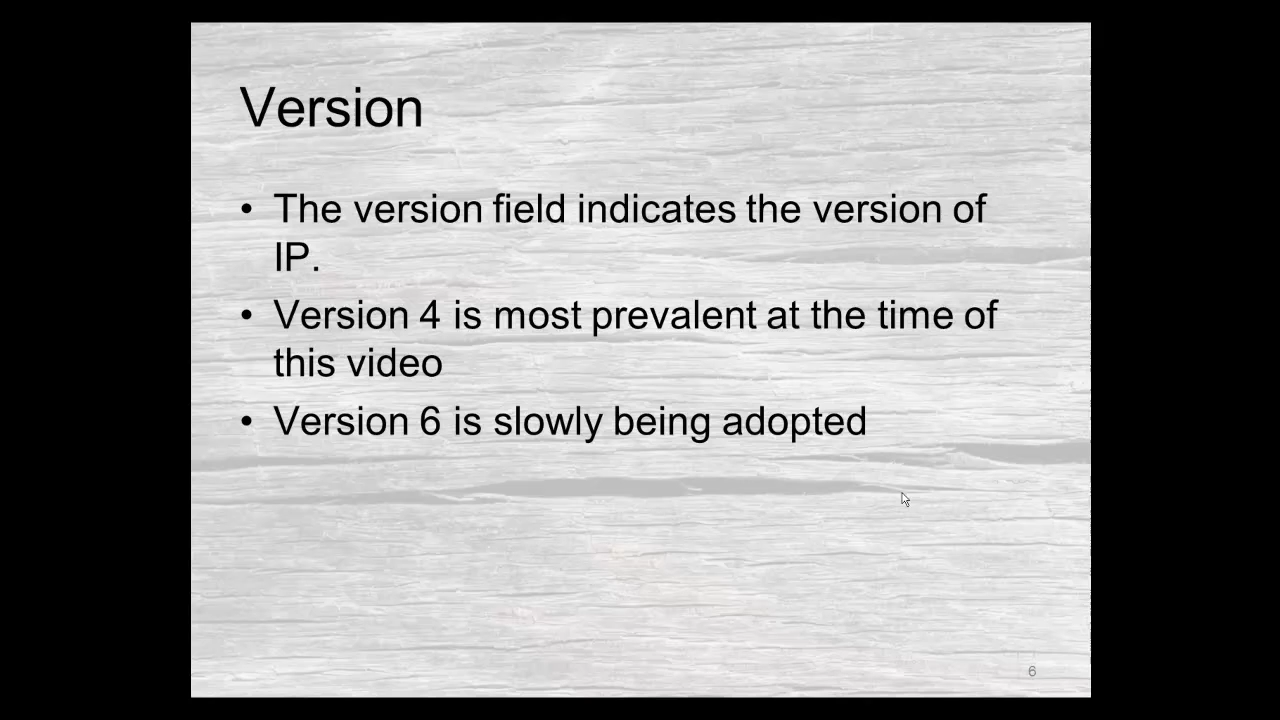 Version
• The version field indicates the version of
IP.
• Version 4 is most prevalent at the time of
this video
• Version 6 is slowly being adopted
6